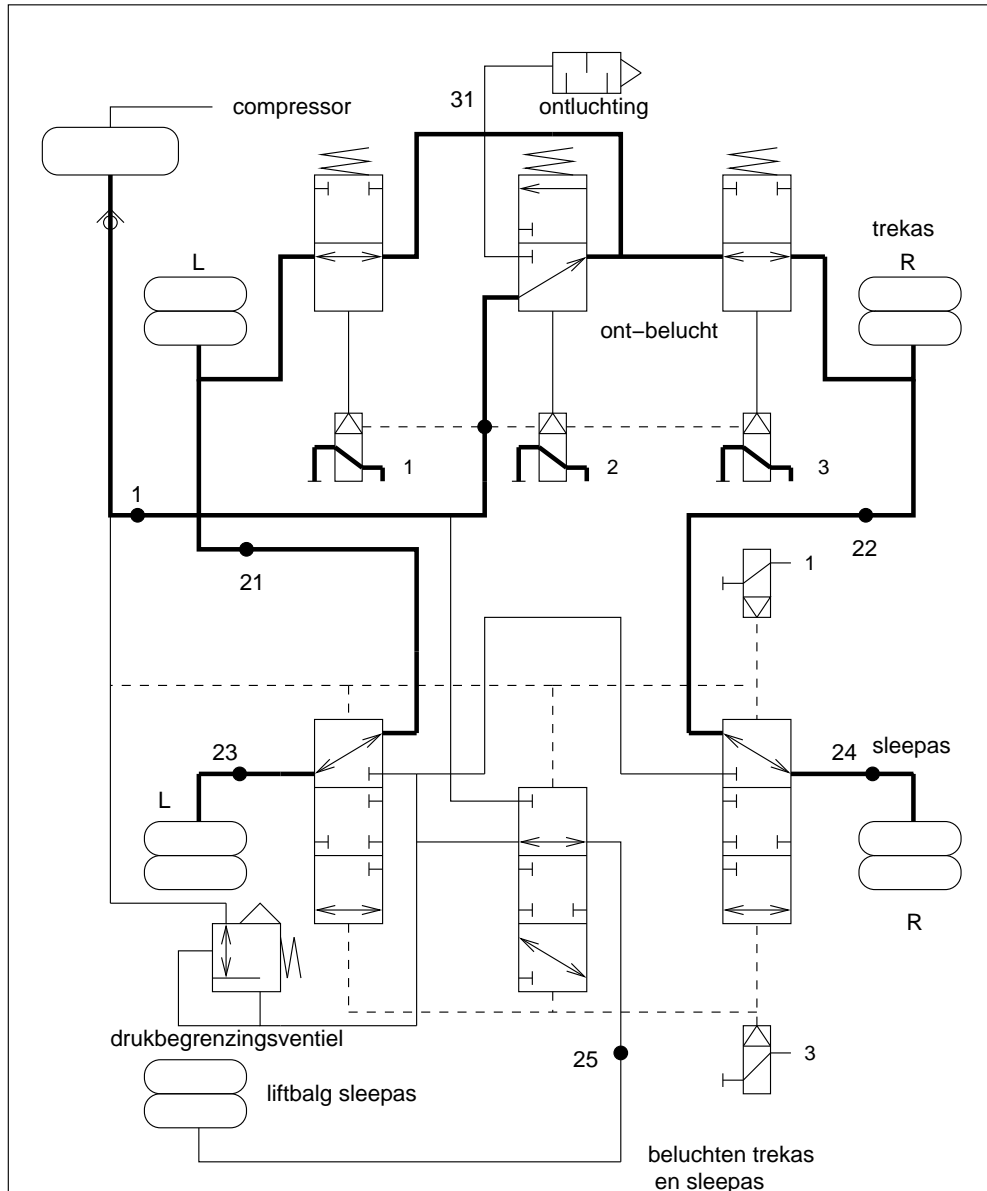 31
ontluchting
compressor
L
trekas
R
ont-belucht
1
2
3
1
22
21
1
23
24
sleepas
L
R
drukbegrenzingsventiel
3
25
liftbalg sleepas
beluchten trekas
en sleepas